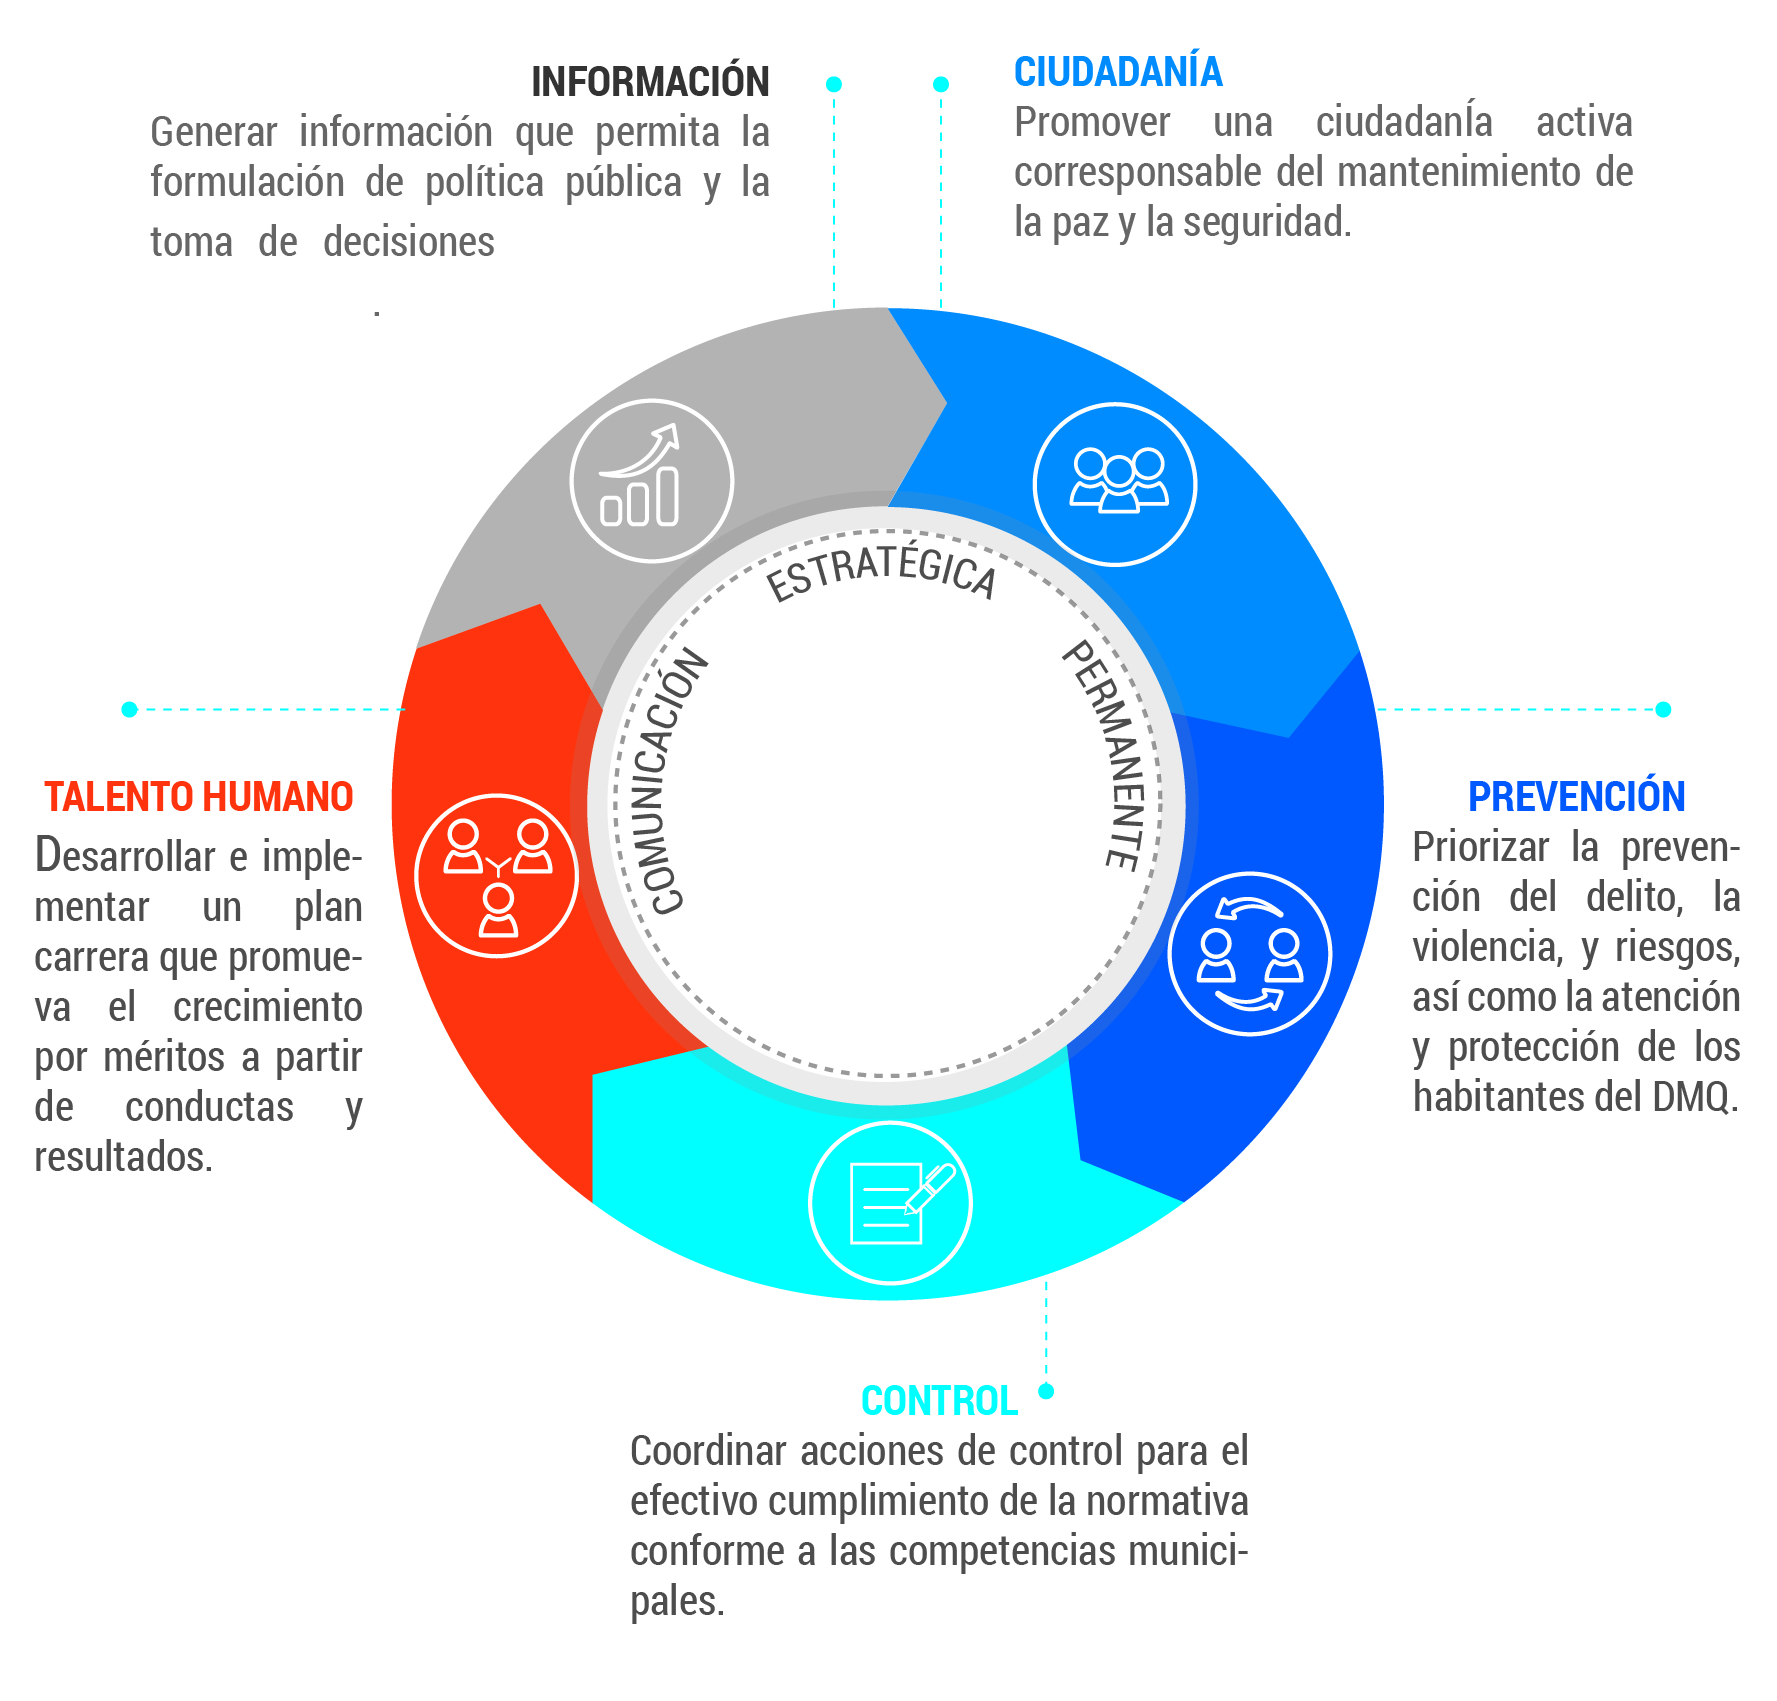 INFORMACIÓN
Generar información que permita la
formulación de política pública y la
toma de decisiones
.
CIUDADANÍA
Promover una ciudadanÍa activa
corresponsable del mantenimiento de
la paz y la seguridad.
COMUNICACIÓN
ESTRATÉGICA
PERMANENTE
TALENTO HUMANO
Desarrollar e imple-
mentar un plan
carrera que promue-
va el crecimiento
por méritos a partir
de conductas y
resultados.
PREVENCIÓN
Priorizar la preven-
ción del delito, la
violencia, y riesgos,
así como la atención
y protección de los
habitantes del DMQ.
CONTROL
Coordinar acciones de control para el
efectivo cumplimiento de la normativa
conforme a las competencias munici-
pales.